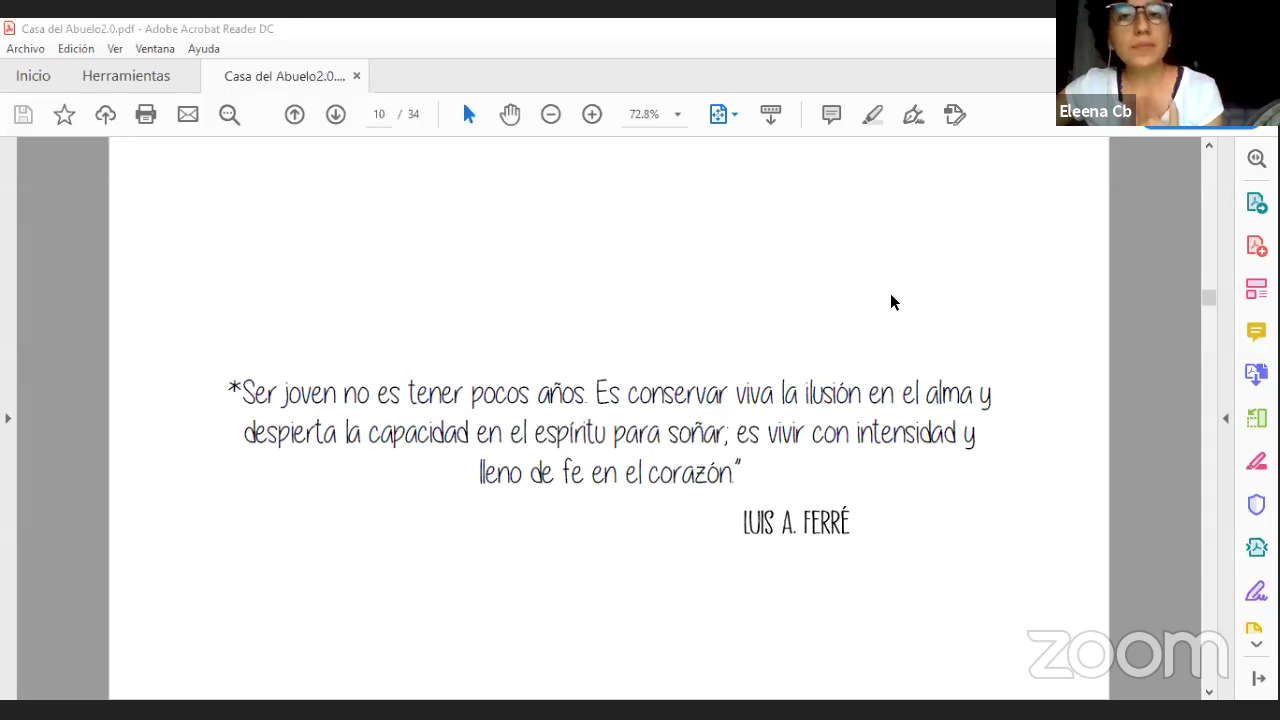 Casa del Abuelo2.0.pdf - Adobe Acrobat Reader DC
Archivo Edición Ver Ventana Ayuda
Inicio Herramientas Casa del Abuelo2.0.... ×
10 / 34 72.8%
Eleena Cb
*Ser joven no es tener pocos años. Es conservar viva la ilusión en el alma y
despierta la capacidad en el espíritu para soñar; es vivir con intensidad y
lleno de fe en el corazón."
LUIS A. FERRÉ
zoom